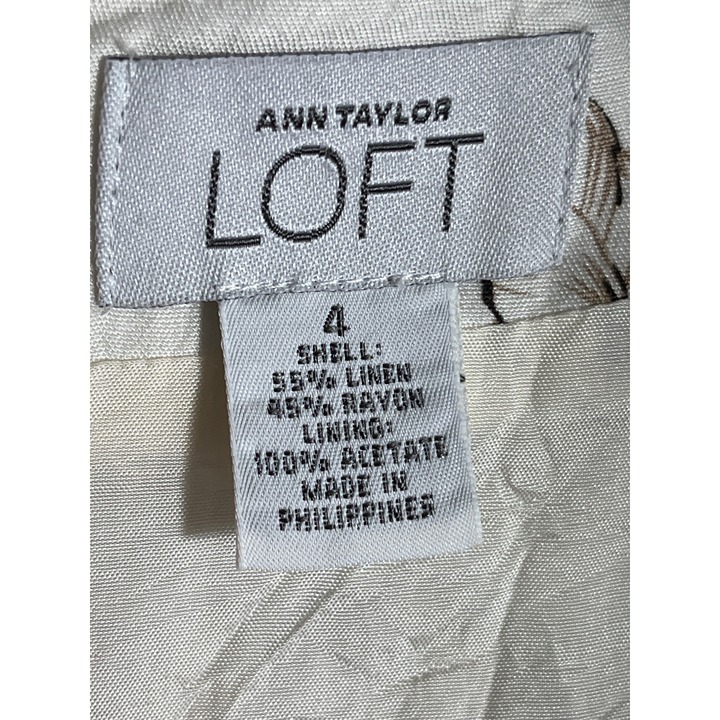 ANN TAYLOR
LOFT
4
SHELL:
55% LINEN
45% RAYON
LINING:
100% ACETATE
MADE IN
PHILIPPINES